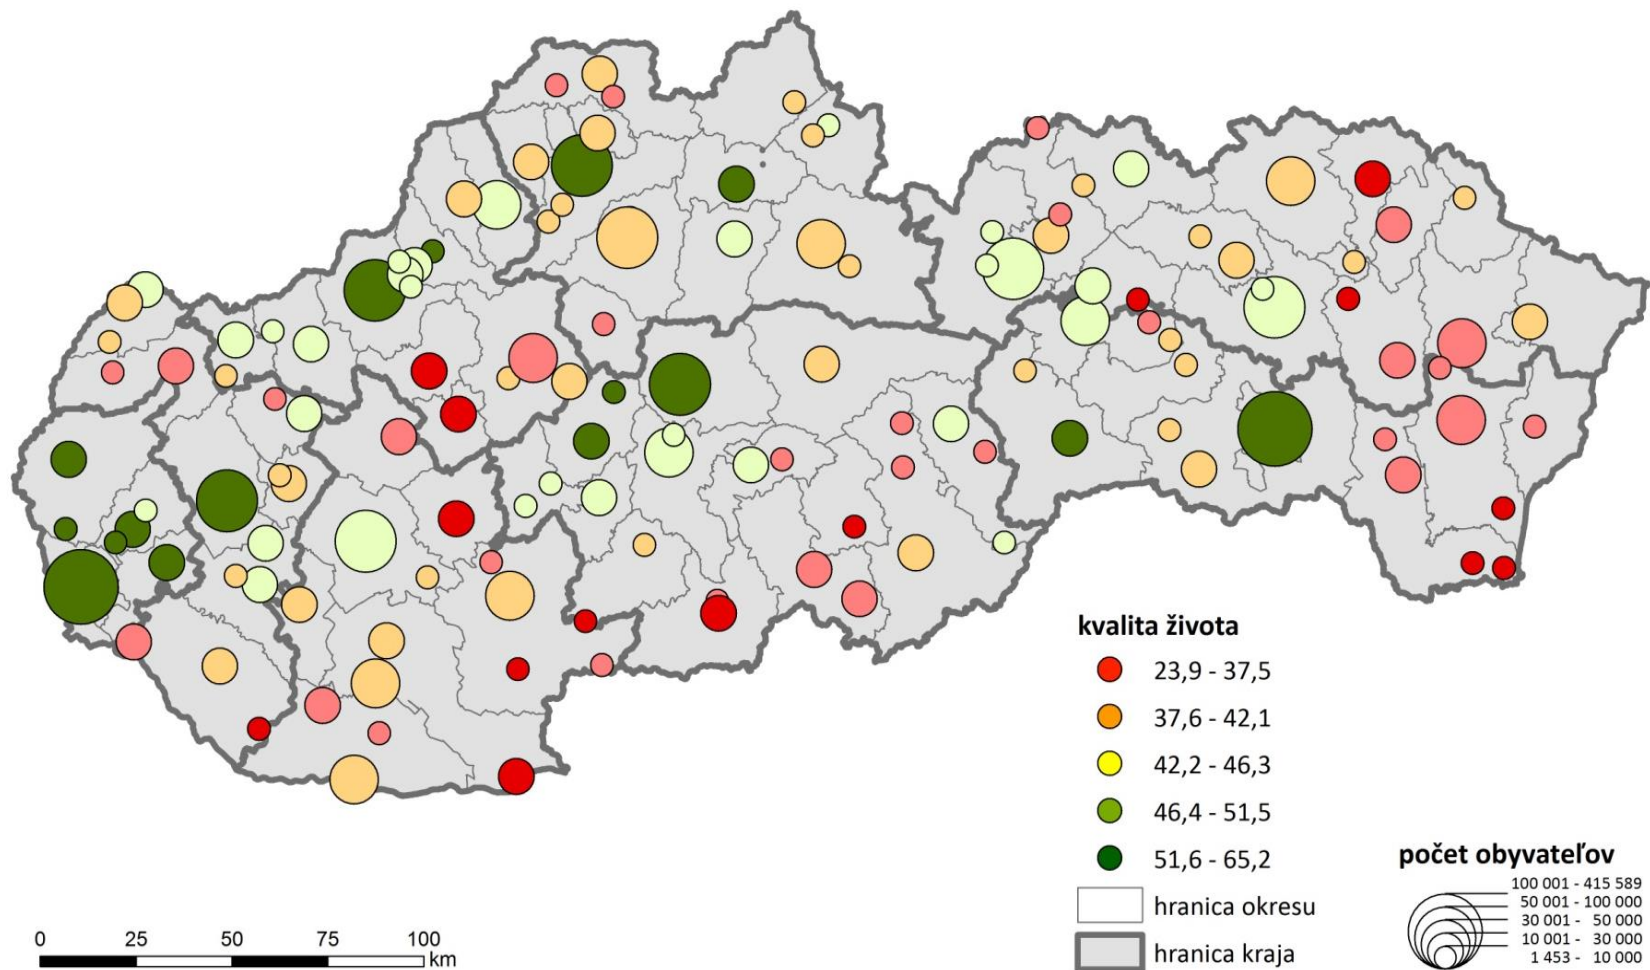 kvalita života
23,9 - 37,5
37,6 - 42,1
42,2 - 46,3
46,4 - 51,5
51,6 - 65,2
hranica okresu
hranica kraja
počet obyvateľov
100 001 - 415 589
50 001 - 100 000
30 001 - 50 000
10 001 - 30 000
1 453 - 10 000
0 25 50 75 100
km